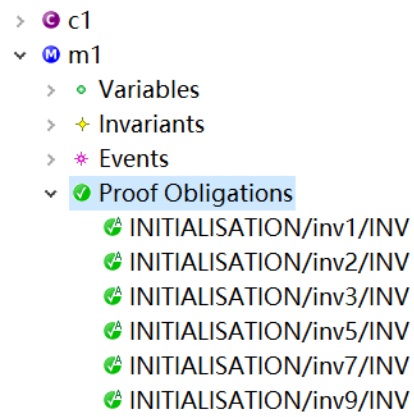 c1
m1
Variables
Invariants
Events
Proof Obligations
INITIALISATION/inv1/INV
INITIALISATION/inv2/INV
INITIALISATION/inv3/INV
INITIALISATION/inv5/INV
INITIALISATION/inv7/INV
INITIALISATION/inv9/INV